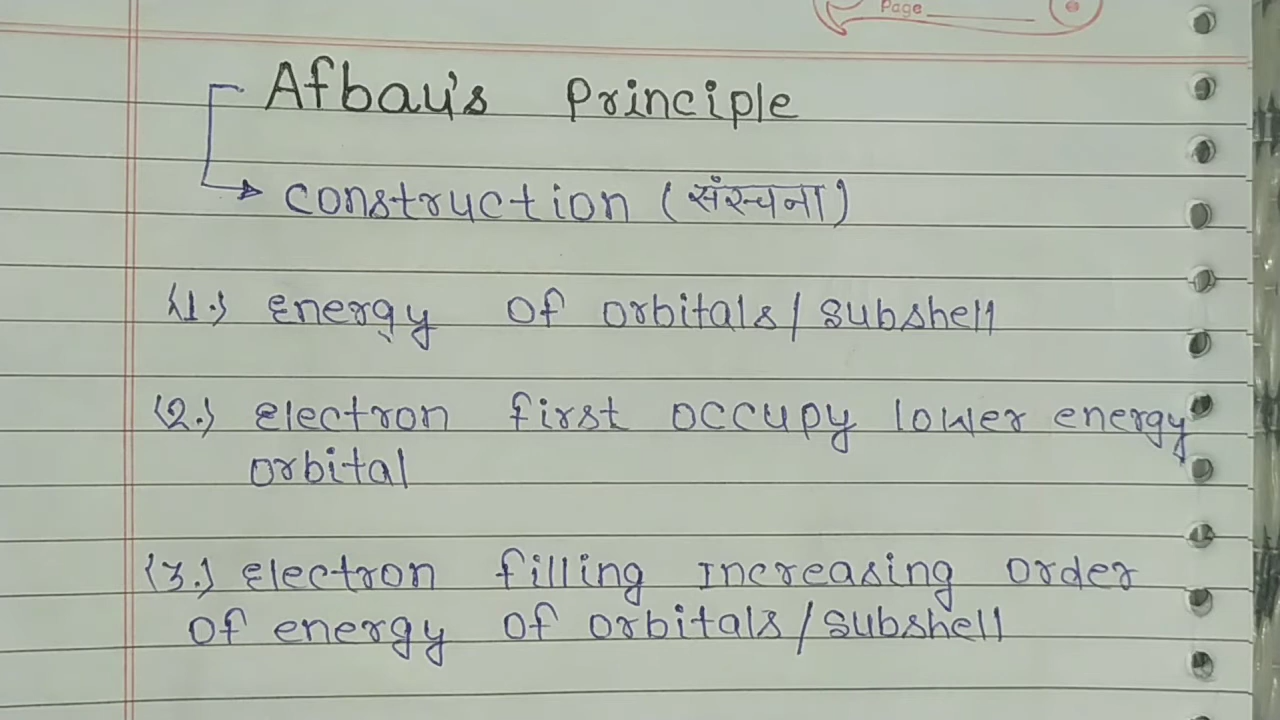 Page
Afbau's Principle
construction (संरचना)
(1.) energy of orbitals/subshell
(2.) electron first occupy lower energy
orbital
(3.) electron filling increasing order
of energy of orbitals/subshell